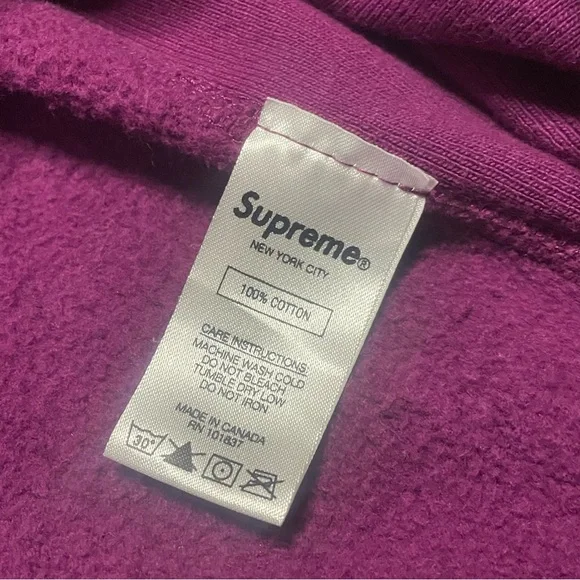 Supreme®
NEW YORK CITY
100% COTTON
CARE INSTRUCTIONS
MACHINE WASH COLD
DO NOT BLEACH
TUMBLE DRY LOW
DO NOT IRON
MADE IN CANADA
RN 101837
30°